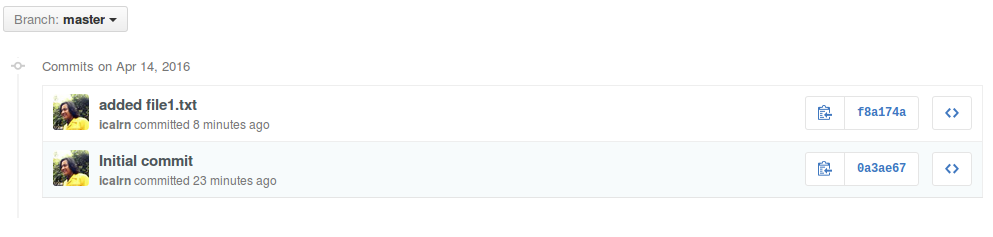 Branch: master
Commits on Apr 14, 2016
added file1.txt
icalrn committed 8 minutes ago
f8a174a
Initial commit
icalrn committed 23 minutes ago
0a3ae67